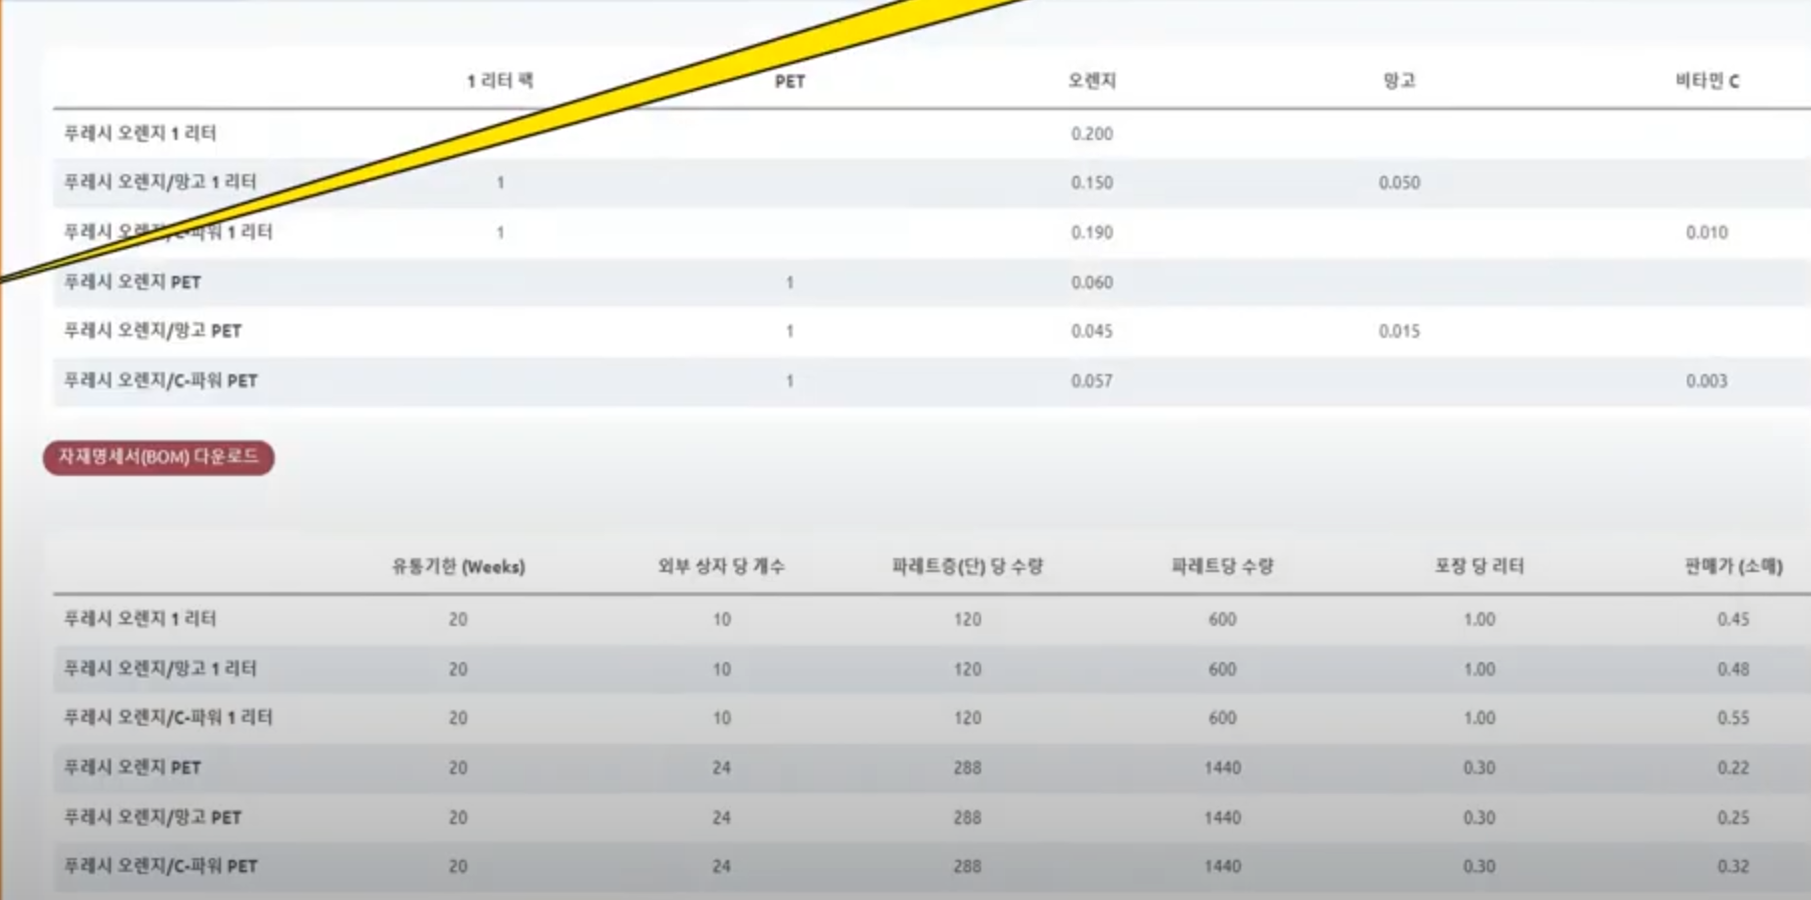 1 리터 팩 PET 오렌지 망고 비타민 C
푸레시 오렌지 1 리터 0.200
푸레시 오렌지/망고 1 리터 1 0.150 0.050
푸레시 오렌지/C-파워 1 리터 1 0.190 0.010
푸레시 오렌지 PET 1 0.060
푸레시 오렌지/망고 PET 1 0.045 0.015
푸레시 오렌지/C-파워 PET 1 0.057 0.003
자재명세서(BOM) 다운로드
유통기한 (Weeks) 외부 상자 당 개수 파레트층(단) 당 수량 파레트당 수량 포장 당 리터 판매가 (소매)
푸레시 오렌지 1 리터 20 10 120 600 1.00 0.45
푸레시 오렌지/망고 1 리터 20 10 120 600 1.00 0.48
푸레시 오렌지/C-파워 1 리터 20 10 120 600 1.00 0.55
푸레시 오렌지 PET 20 24 288 1440 0.30 0.22
푸레시 오렌지/망고 PET 20 24 288 1440 0.30 0.25
푸레시 오렌지/C-파워 PET 20 24 288 1440 0.30 0.32